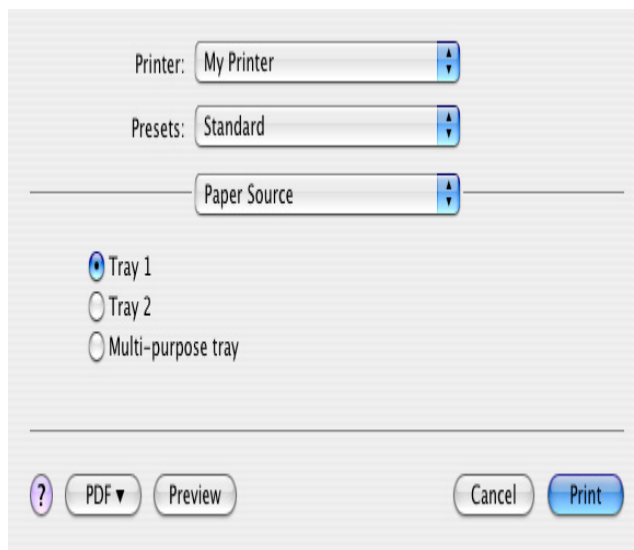 Printer: My Printer
Presets: Standard
Paper Source
Tray 1
Tray 2
Multi-purpose tray
? PDF▼ Preview Cancel Print